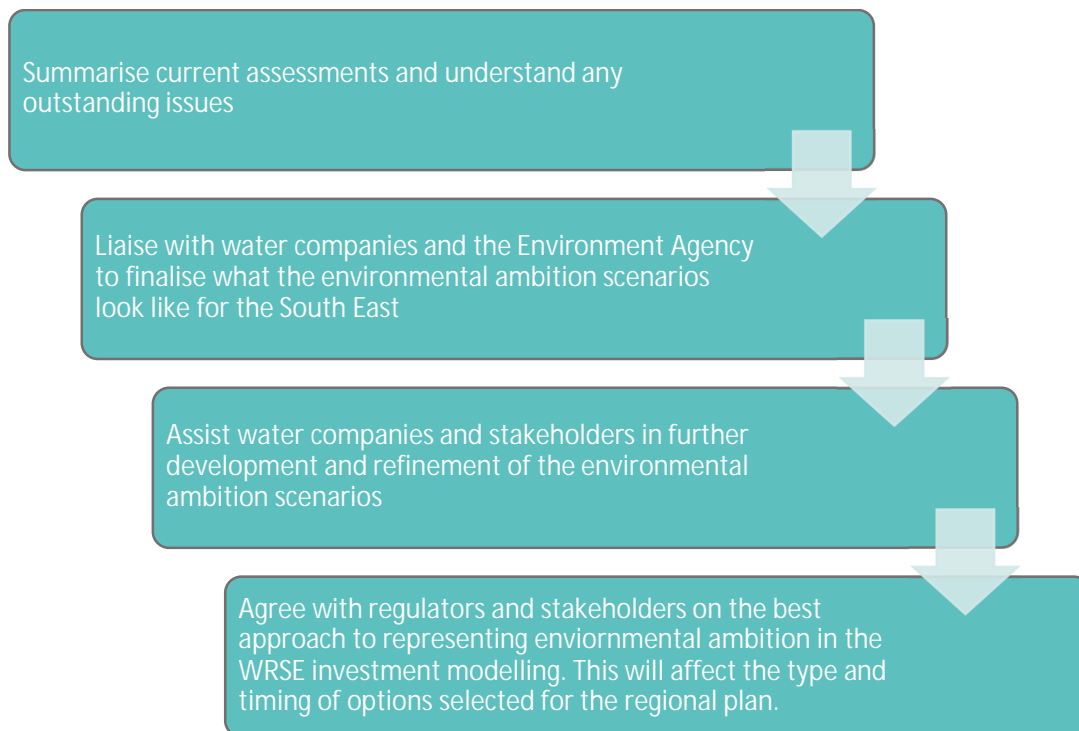 Summarise current assessments and understand any
outstanding issues
Liaise with water companies and the Environment Agency
to finalise what the environmental ambition scenarios
look like for the South East
Assist water companies and stakeholders in further
development and refinement of the environmental
ambition scenarios
Agree with regulators and stakeholders on the best
approach to representing enviornmental ambition in the
WRSE investment modelling. This will affect the type and
timing of options selected for the regional plan.